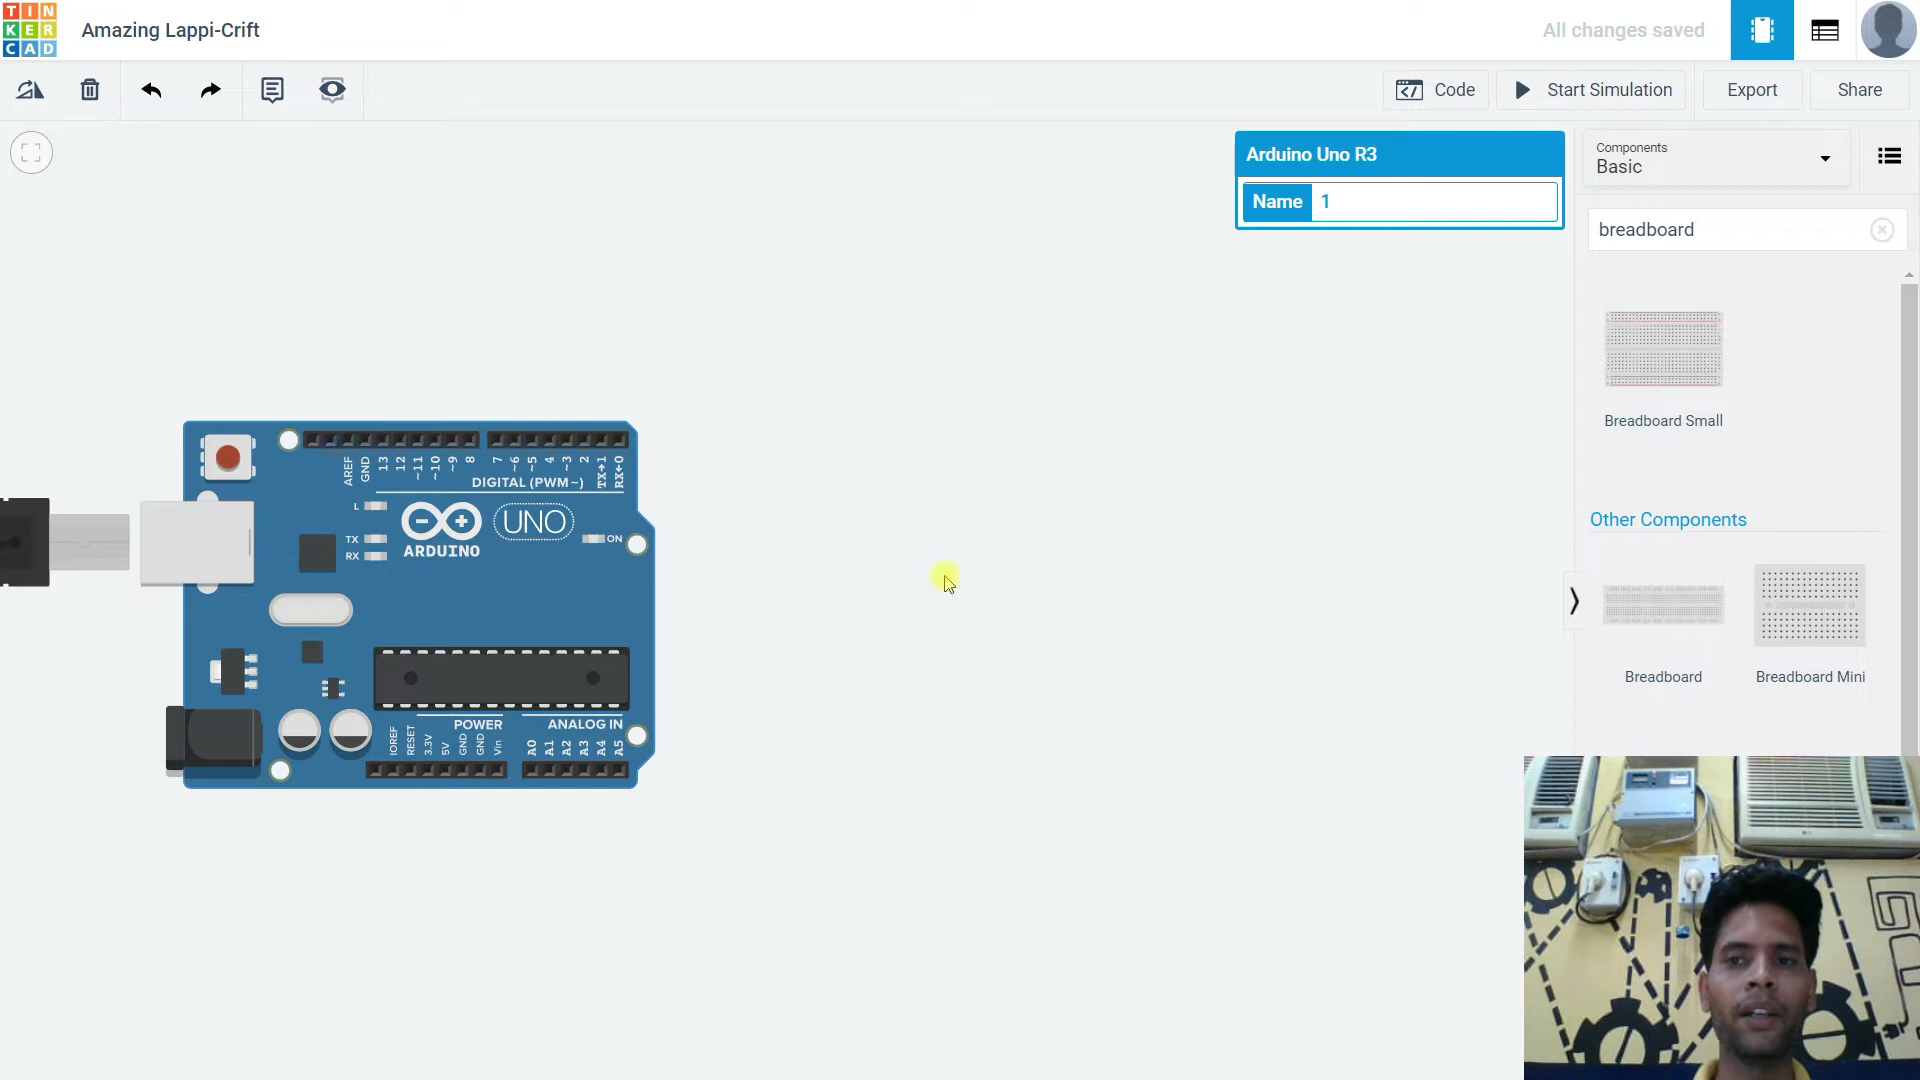 TIN
KER
CAD
Amazing Lappi-Crift
All changes saved
Code
Start Simulation
Export
Share
Arduino Uno R3
Name 1
Components
Basic
breadboard
Breadboard Small
Other Components
Breadboard
Breadboard Mini
AREF
GND
13
12
~11
~10
~9
8
7
~6
~5
4
~3
2
TX→1
RX←0
DIGITAL (PWM~)
L
TX
RX
UNO
ARDUINO
ON
POWER
ANALOG IN
IOREF
RESET
3.3V
5V
GND
GND
Vin
A0
A1
A2
A3
A4
A5